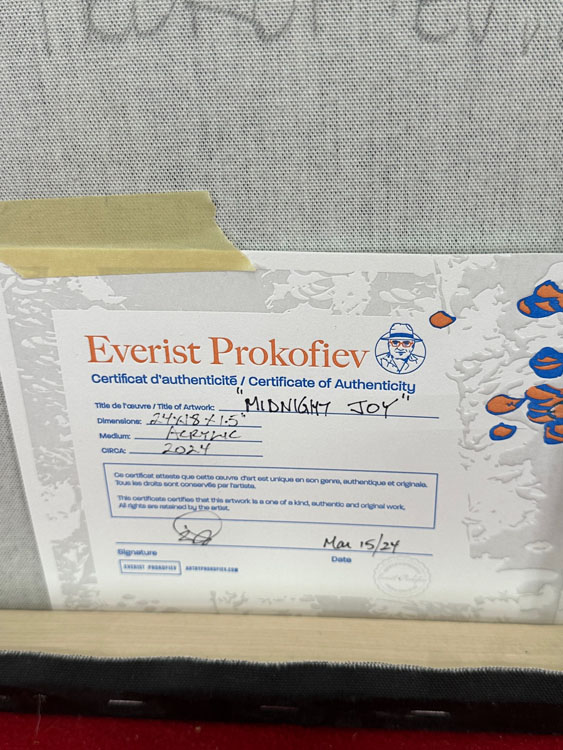 Everist Prokofiev
Certificat d'authenticité / Certificate of Authenticity
Titre de l'œuvre / Title of Artwork: "MIDNIGHT JOY"
Dimensions: 24x18x1.5"
Medium: ACRYLIC
CIRCA: 2024
Ce certificat atteste que cette œuvre d'art est unique en son genre, authentique et originale.
Tous les droits sont conservés par l'artiste.
This certificate certifies that this artwork is a one of a kind, authentic and original work.
All rights are retained by the artist.
Mar 15/24
Signature Date
EVERIST PROKOFIEV ARTBYPROKOFIEV.COM